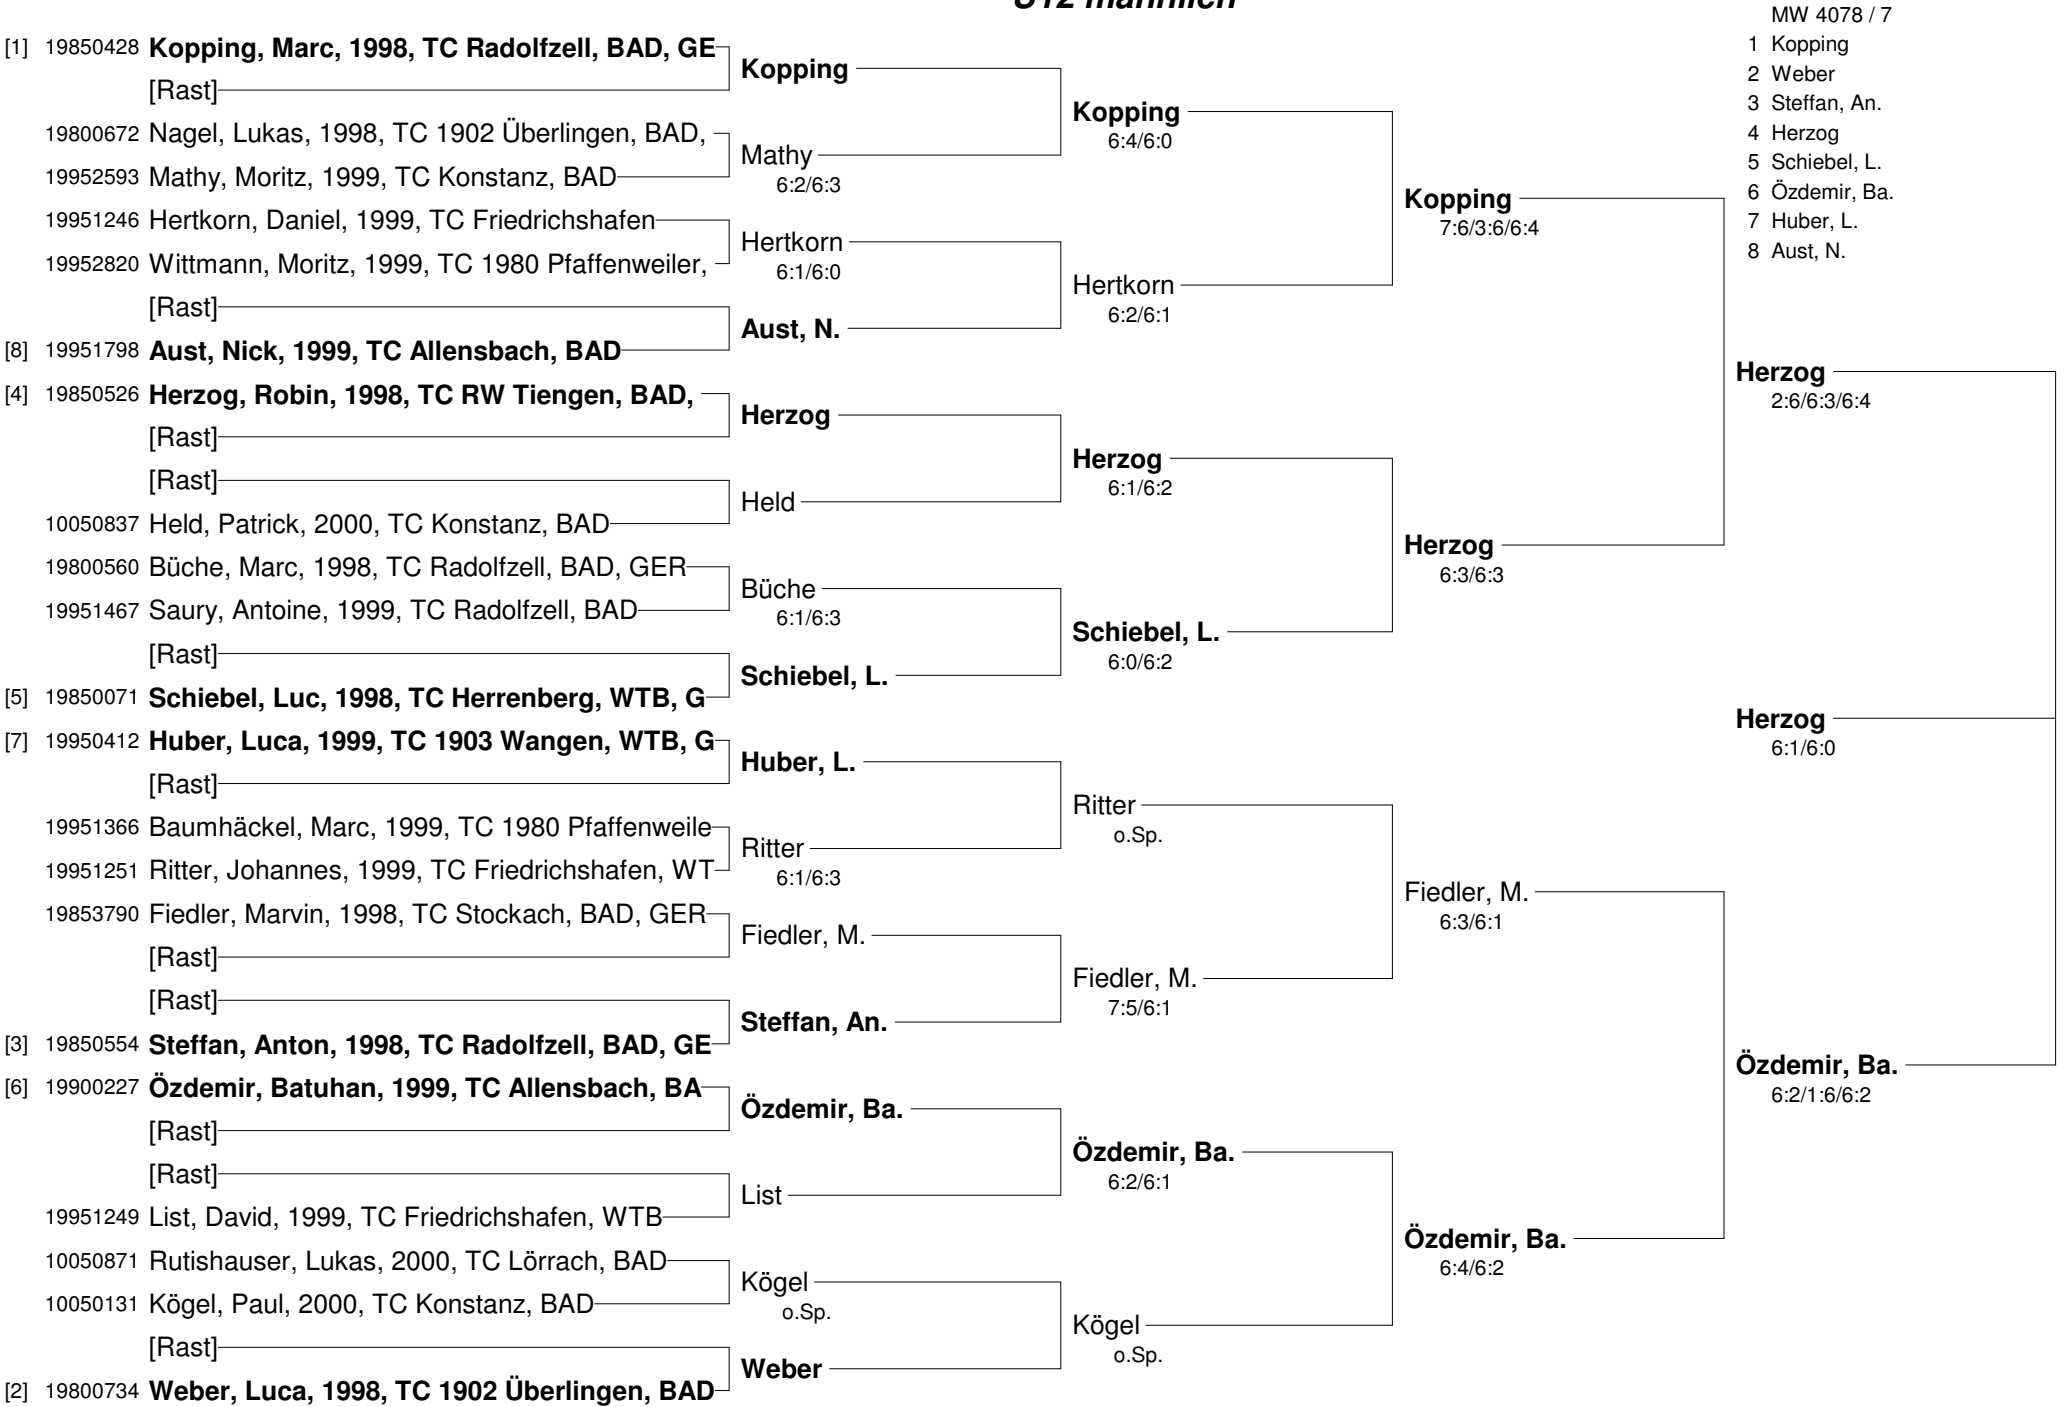 U12 männlich
MW 4078 / 7
1 Kopping
2 Weber
3 Steffan, An.
4 Herzog
5 Schiebel, L.
6 Özdemir, Ba.
7 Huber, L.
8 Aust, N.
[1] 19850428 Kopping, Marc, 1998, TC Radolfzell, BAD, GE
[Rast]
19800672 Nagel, Lukas, 1998, TC 1902 Überlingen, BAD,
19952593 Mathy, Moritz, 1999, TC Konstanz, BAD
19951246 Hertkorn, Daniel, 1999, TC Friedrichshafen
19952820 Wittmann, Moritz, 1999, TC 1980 Pfaffenweiler,
[Rast]
[8] 19951798 Aust, Nick, 1999, TC Allensbach, BAD
[4] 19850526 Herzog, Robin, 1998, TC RW Tiengen, BAD,
[Rast]
[Rast]
10050837 Held, Patrick, 2000, TC Konstanz, BAD
19800560 Büche, Marc, 1998, TC Radolfzell, BAD, GER
19951467 Saury, Antoine, 1999, TC Radolfzell, BAD
[Rast]
[5] 19850071 Schiebel, Luc, 1998, TC Herrenberg, WTB, G
[7] 19950412 Huber, Luca, 1999, TC 1903 Wangen, WTB, G
[Rast]
19951366 Baumhäckel, Marc, 1999, TC 1980 Pfaffenweile
19951251 Ritter, Johannes, 1999, TC Friedrichshafen, WT
19853790 Fiedler, Marvin, 1998, TC Stockach, BAD, GER
[Rast]
[Rast]
[3] 19850554 Steffan, Anton, 1998, TC Radolfzell, BAD, GE
[6] 19900227 Özdemir, Batuhan, 1999, TC Allensbach, BA
[Rast]
[Rast]
19951249 List, David, 1999, TC Friedrichshafen, WTB
10050871 Rutishauser, Lukas, 2000, TC Lörrach, BAD
10050131 Kögel, Paul, 2000, TC Konstanz, BAD
[Rast]
[2] 19800734 Weber, Luca, 1998, TC 1902 Überlingen, BAD
Kopping
Mathy
6:2/6:3
Hertkorn
6:1/6:0
Aust, N.
Herzog
Held
Büche
6:1/6:3
Schiebel, L.
Huber, L.
Ritter
6:1/6:3
Fiedler, M.
Steffan, An.
Özdemir, Ba.
List
Kögel
o.Sp.
Weber
Kopping
6:4/6:0
Hertkorn
6:2/6:1
Herzog
6:1/6:2
Schiebel, L.
6:0/6:2
Ritter
o.Sp.
Fiedler, M.
7:5/6:1
Özdemir, Ba.
6:2/6:1
Kögel
o.Sp.
Kopping
7:6/3:6/6:4
Herzog
6:3/6:3
Fiedler, M.
6:3/6:1
Özdemir, Ba.
6:4/6:2
Herzog
2:6/6:3/6:4
Herzog
6:1/6:0
Özdemir, Ba.
6:2/1:6/6:2